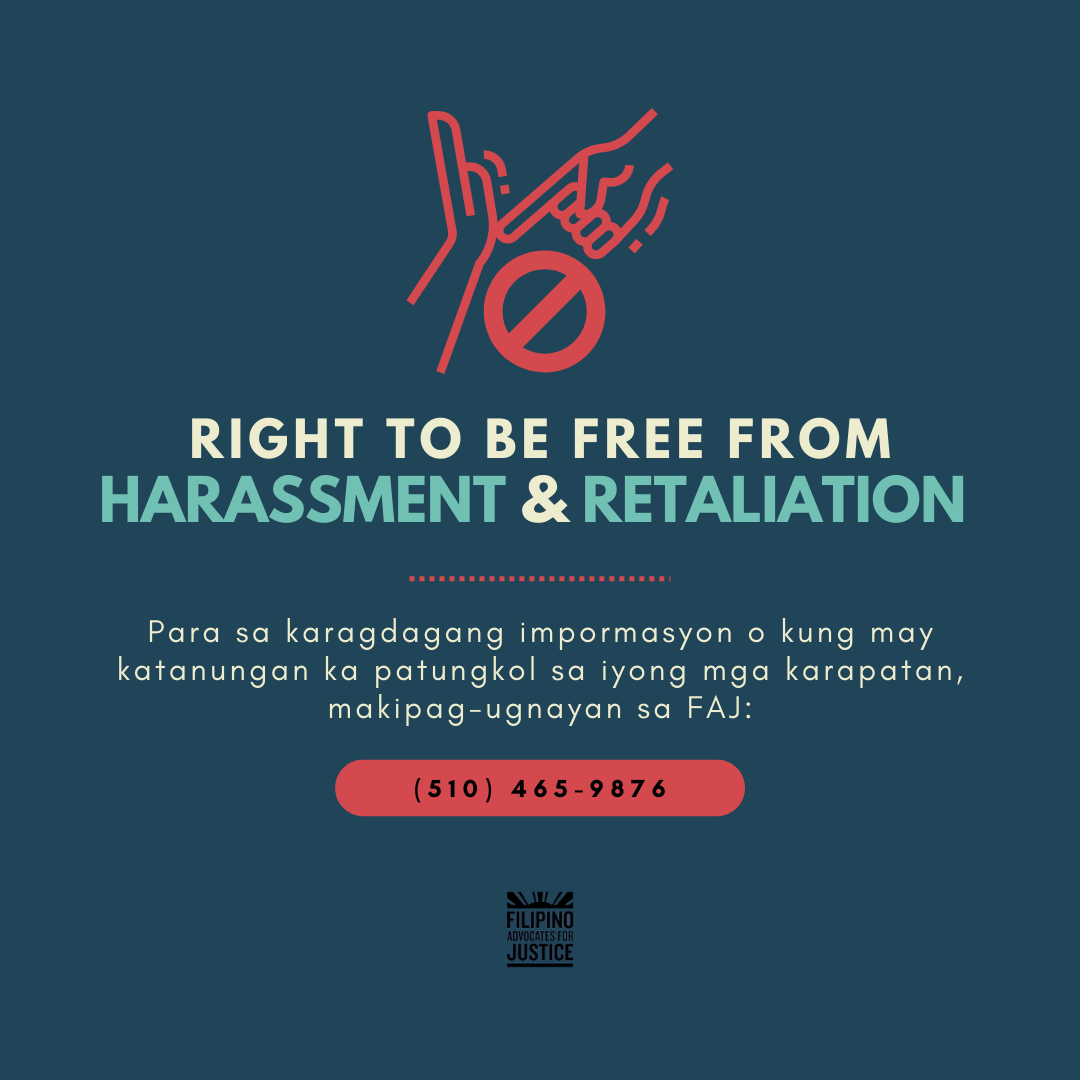 RIGHT TO BE FREE FROM
HARASSMENT & RETALIATION
Para sa karagdagang impormasyon o kung may
katanungan ka patungkol sa iyong mga karapatan,
makipag-ugnayan sa FAJ:
(510) 465-9876
FILIPINO
ADVOCATES FOR
JUSTICE